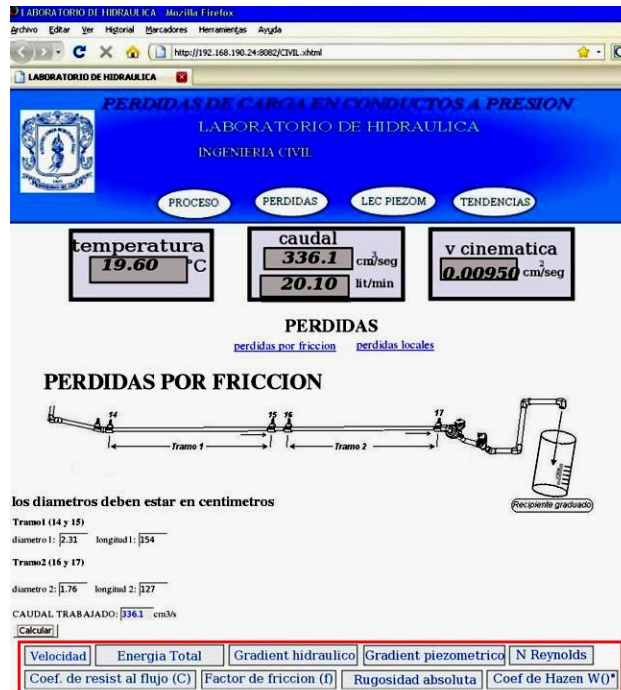 LABORATORIO DE HIDRAULICA - Mozilla Firefox
Archivo Editar Ver Historial Marcadores Herramientas Ayuda
http://192.168.190.24:8082/CIVIL.xhtml
LABORATORIO DE HIDRAULICA
PERDIDAS DE CARGA EN CONDUCTOS A PRESION
LABORATORIO DE HIDRAULICA
INGENIERIA CIVIL
PROCESO PERDIDAS LEC PIEZOM TENDENCIAS
temperatura caudal v cinematica
19.60 °C 336.1 cm3/seg 0.00950 cm2/seg
20.10 lit/min
PERDIDAS
perdidas por friccion perdidas locales
PERDIDAS POR FRICCION
14 15 16 17
Tramo 1 Tramo 2
(Recipiente graduado)
los diametros deben estar en centimetros
Tramo1 (14 y 15)
diametro 1: 2.31 longitud 1: 154
Tramo2 (16 y 17)
diametro 2: 1.76 longitud 2: 127
CAUDAL TRABAJADO: 336.1 cm3/s
Calcular
Velocidad Energia Total Gradient hidraulico Gradient piezometrico N Reynolds
Coef. de resist al flujo (C) Factor de friccion (f) Rugosidad absoluta Coef de Hazen W()"